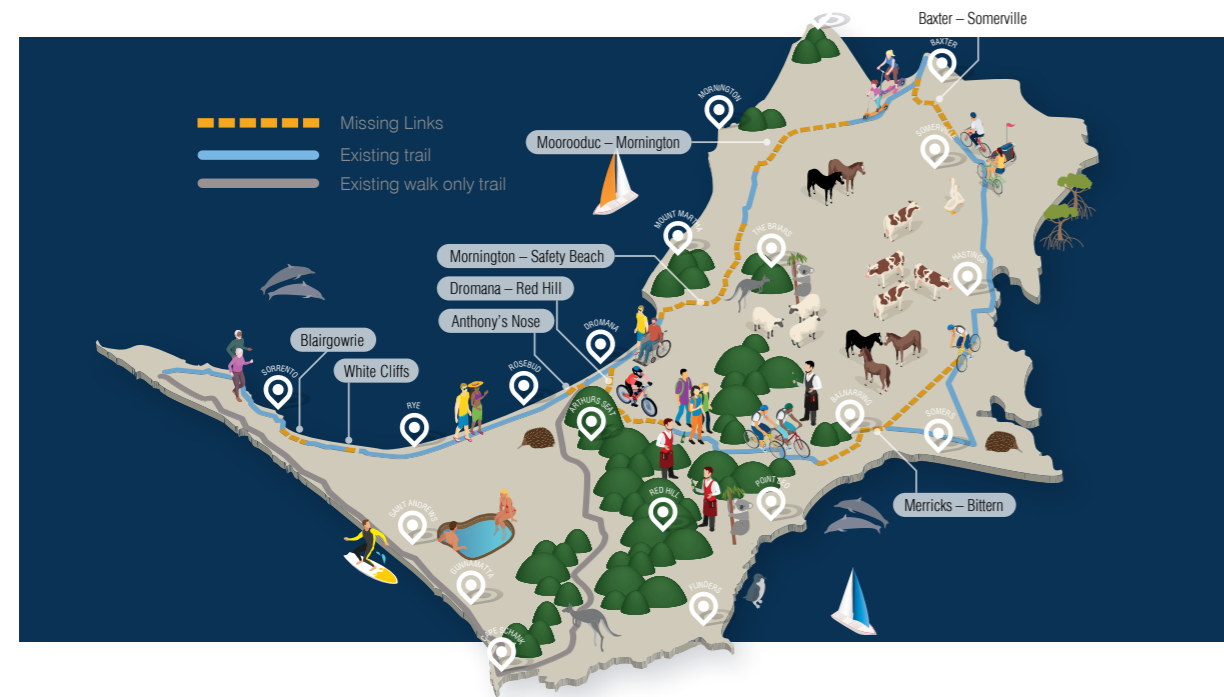 Baxter – Somerville
BAXTER
MORNINGTON
Missing Links
Moorooduc – Mornington
SOMERVILLE
Existing trail
Existing walk only trail
MOUNT MARTHA
THE BRIARS
Mornington – Safety Beach
HASTINGS
Dromana – Red Hill
Anthony's Nose
DROMANA
Blairgowrie
White Cliffs
SORRENTO
ROSEBUD
RYE
ARTHURS SEAT
BALNARRING
SOMERS
POINT LEO
RED HILL
Merricks – Bittern
SAINT ANDREWS
GUNNAMATTA
FLINDERS
CAPE SCHANK